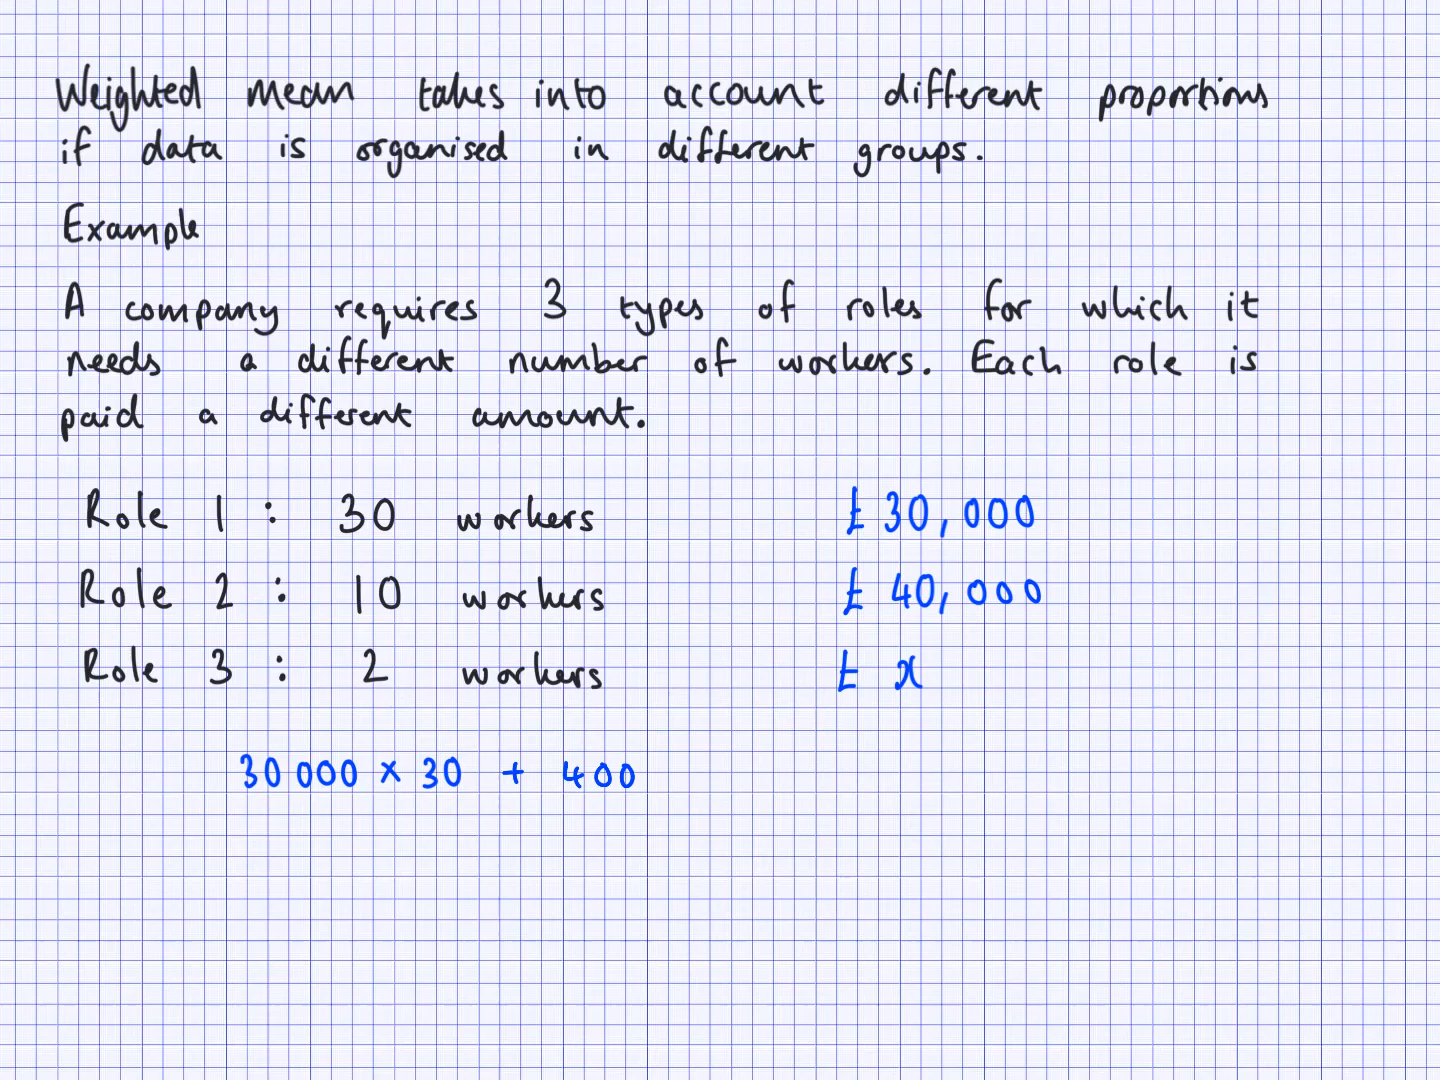 Weighted mean takes into account different proportions
if data is organised in different groups.
Example
A company requires 3 types of roles for which it
needs a different number of workers. Each role is
paid a different amount.
Role 1 : 30 workers £ 30,000
Role 2 : 10 workers £ 40,000
Role 3 : 2 workers £ x
30000 × 30 + 400